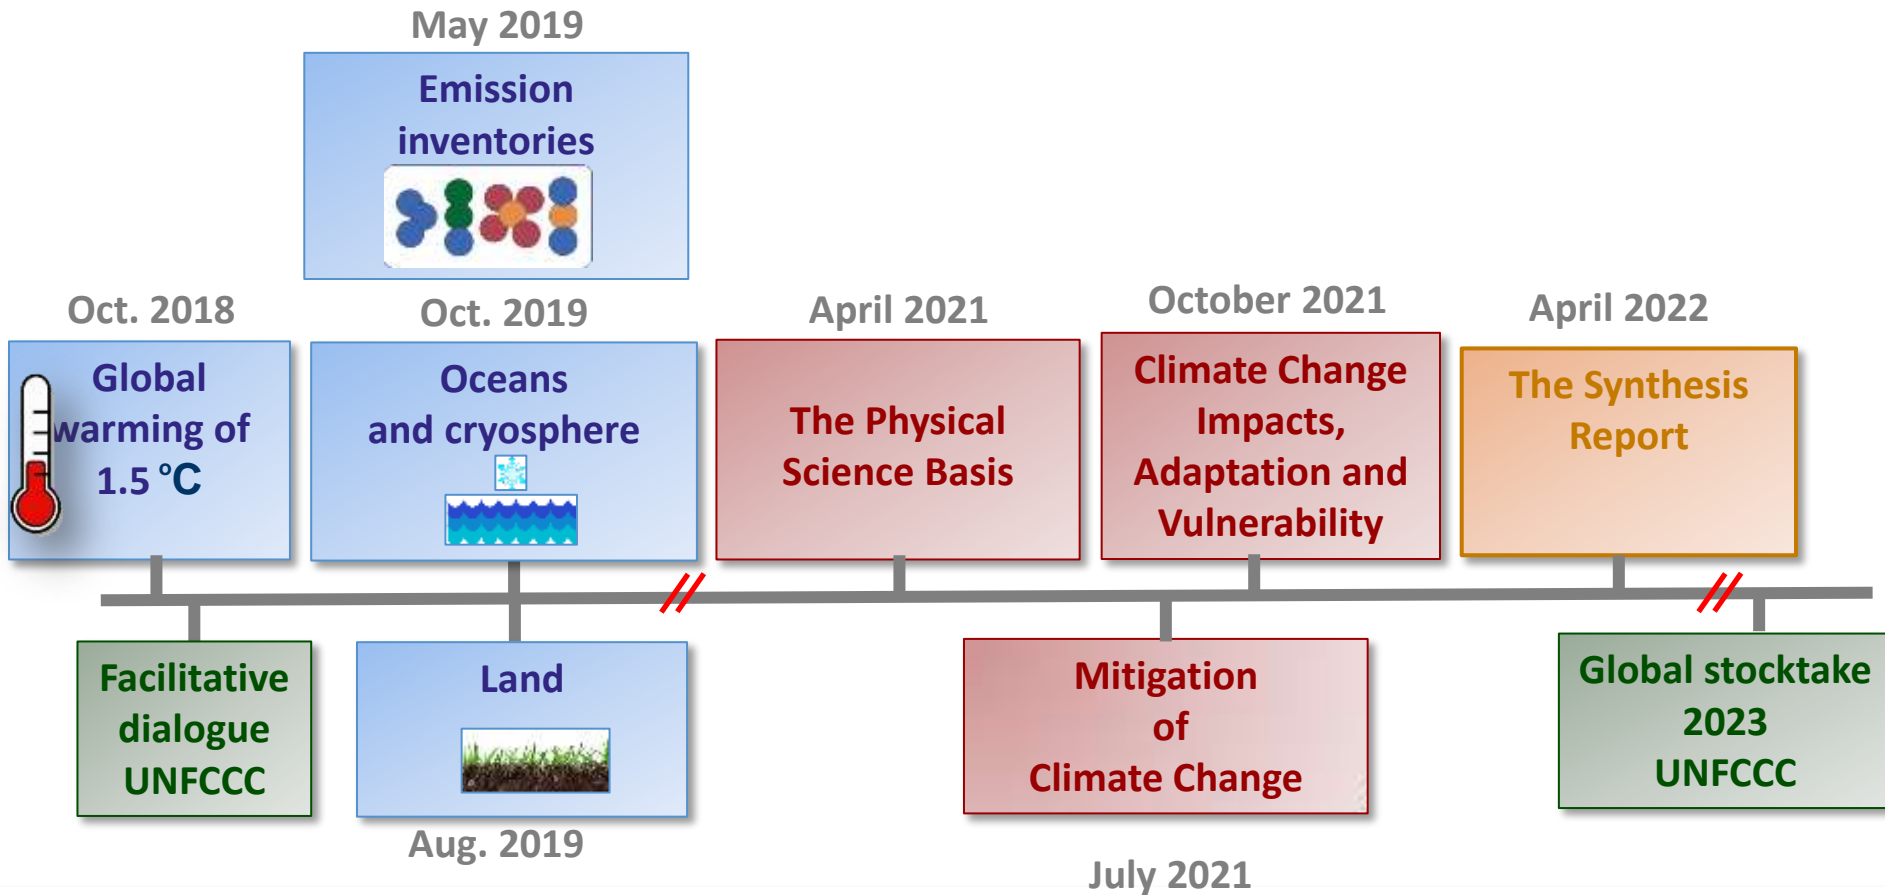 May 2019
Emission
inventories
Oct. 2018
Global
warming of
1.5 °C
Oct. 2019
Oceans
and cryosphere
April 2021
The Physical
Science Basis
October 2021
Climate Change
Impacts,
Adaptation and
Vulnerability
April 2022
The Synthesis
Report
Facilitative
dialogue
UNFCCC
Land
Aug. 2019
Mitigation
of
Climate Change
July 2021
Global stocktake
2023
UNFCCC